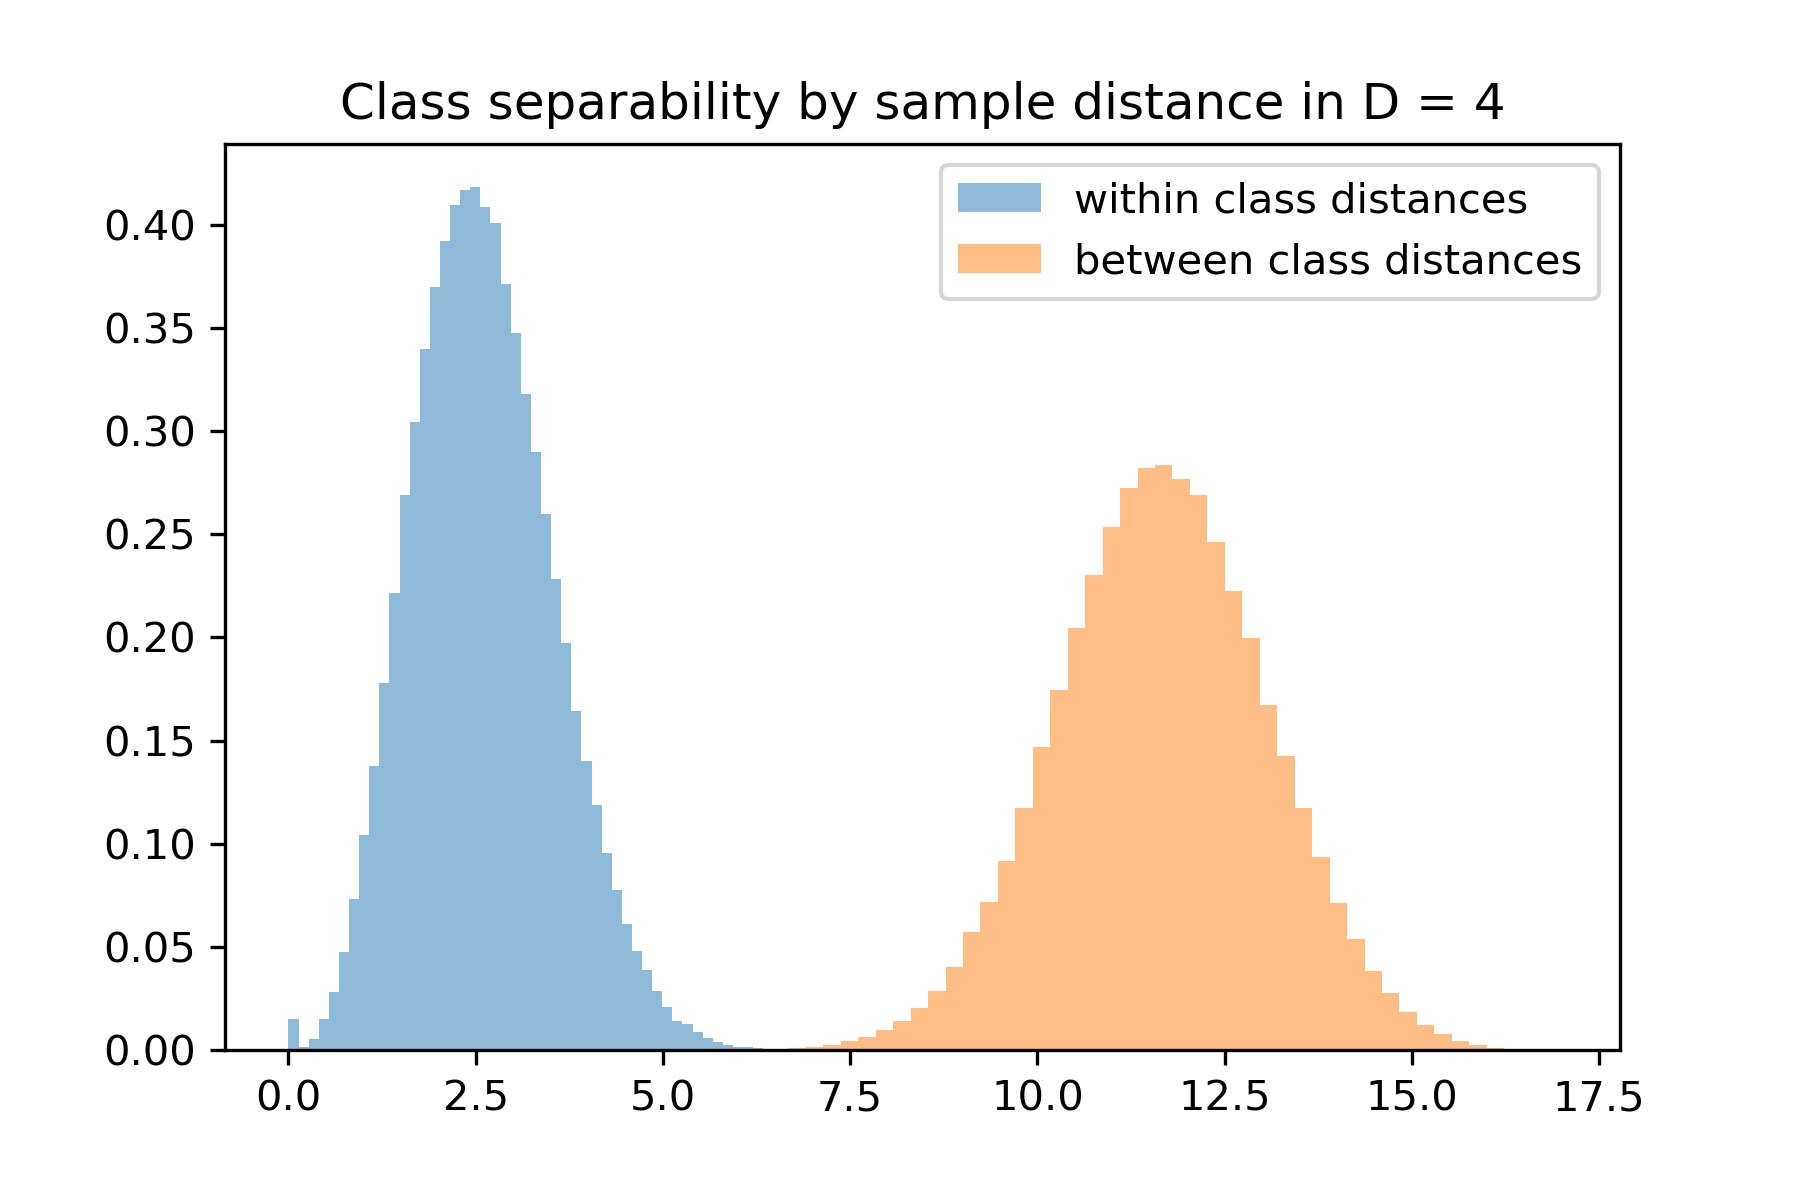 Class separability by sample distance in D = 4
within class distances
between class distances
0.40
0.35
0.30
0.25
0.20
0.15
0.10
0.05
0.00
0.0 2.5 5.0 7.5 10.0 12.5 15.0 17.5